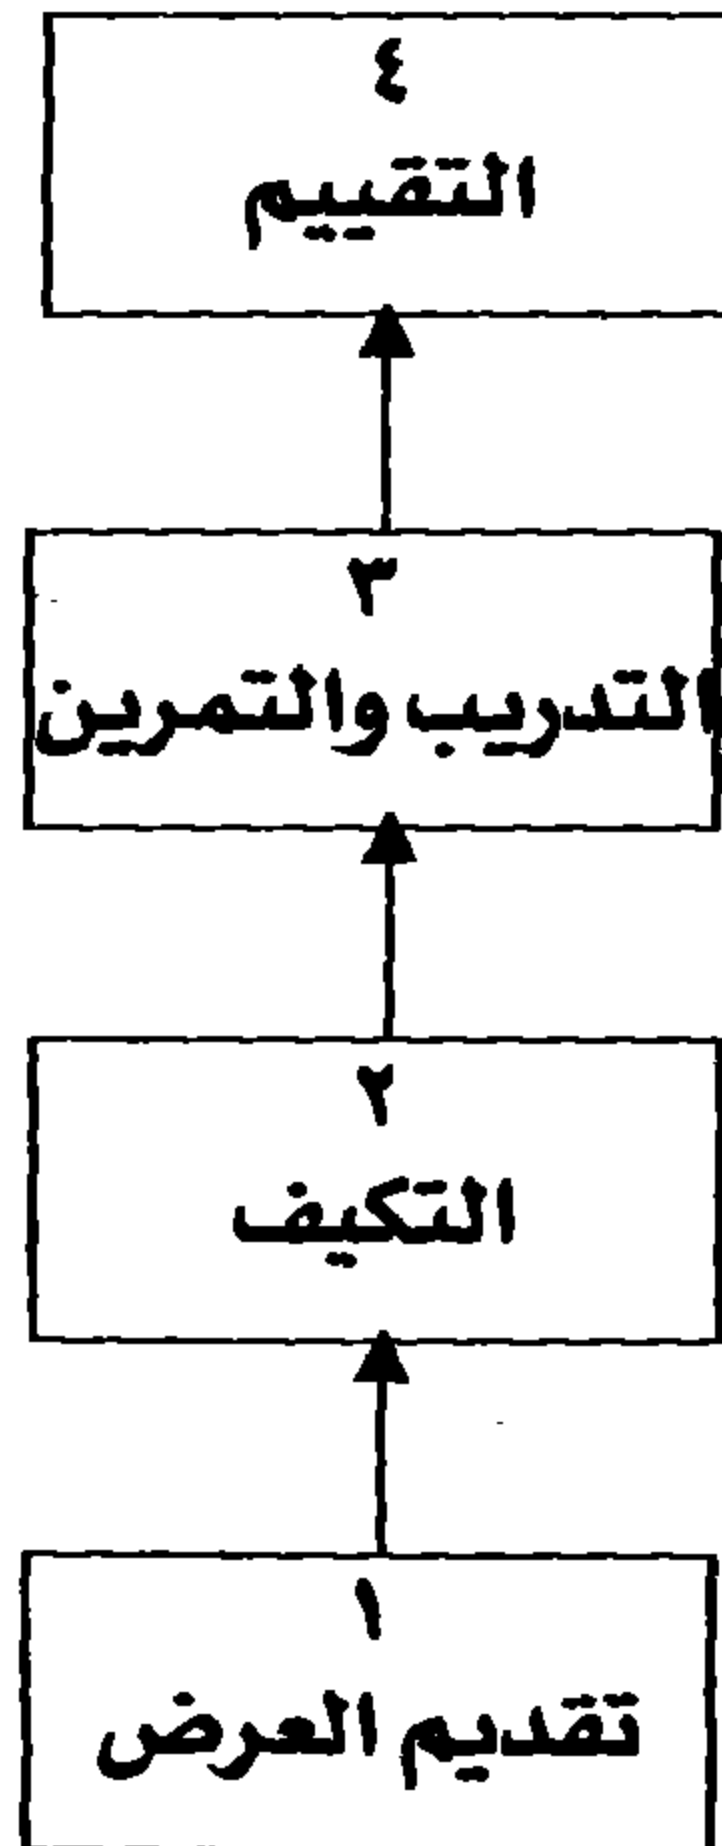 ٤
التقييم
٣
التدريب والتمرين
٢
التكيف
١
تقديم العرض